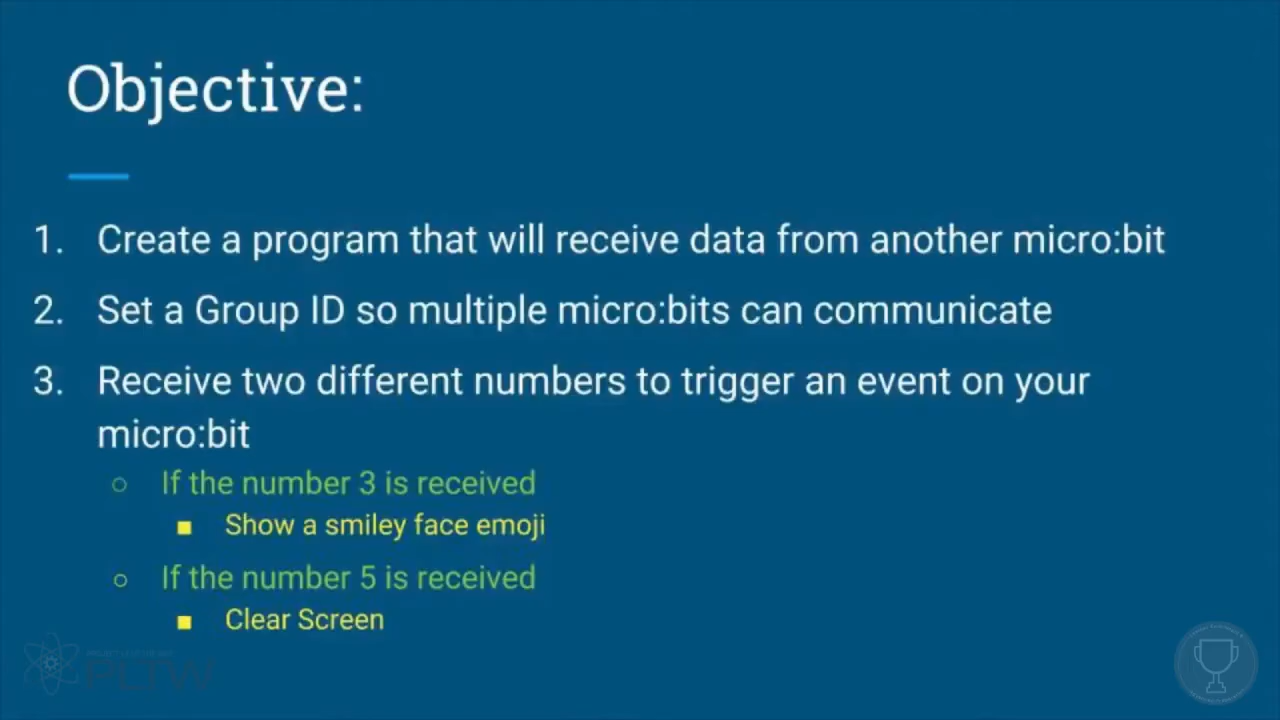 Objective:
1. Create a program that will receive data from another micro:bit
2. Set a Group ID so multiple micro:bits can communicate
3. Receive two different numbers to trigger an event on your
micro:bit
○ If the number 3 is received
■ Show a smiley face emoji
○ If the number 5 is received
■ Clear Screen
PLTW